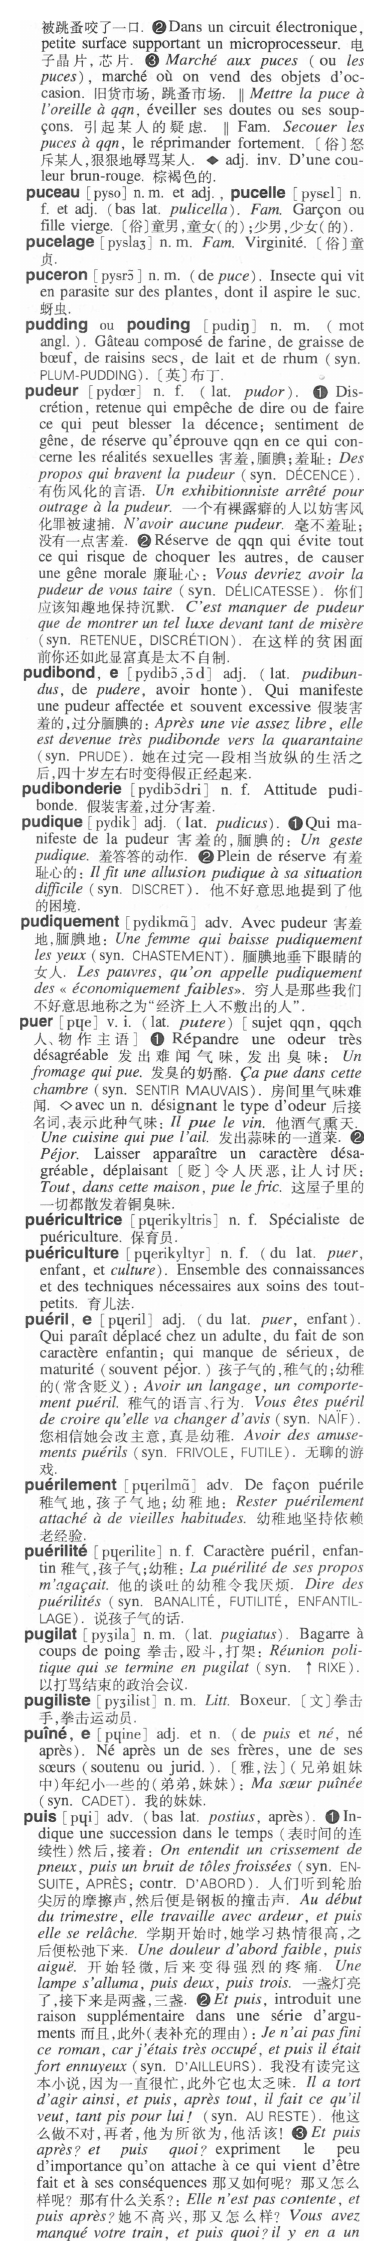 被跳蚤咬了一口. ❷Dans un circuit électronique,
petite surface supportant un microprocesseur. 电
子晶片, 芯片. ❸ Marché aux puces (ou les
puces), marché où on vend des objets d'oc-
casion. 旧货市场, 跳蚤市场. ‖ Mettre la puce à
l'oreille à qqn, éveiller ses doutes ou ses soup-
çons. 引起某人的疑虑. ‖ Fam. Secouer les
puces à qqn, le réprimander fortement. 〔俗〕怒
斥某人,狠狠地辱骂某人. ◆ adj. inv. D'une cou-
leur brun-rouge. 棕褐色的.
puceau [pyso] n. m. et adj. , pucelle [pysɛl] n.
f. et adj. (bas lat. pulicella). Fam. Garçon ou
fille vierge. 〔俗〕童男,童女(的);少男,少女(的).
pucelage [pyslaʒ] n. m. Fam. Virginité. 〔俗〕童
贞.
puceron [pysrɔ̃] n. m. (de puce). Insecte qui vit
en parasite sur des plantes, dont il aspire le suc.
蚜虫.
pudding ou pouding [pudiŋ] n. m. (mot
angl.). Gâteau composé de farine, de graisse de
bœuf, de raisins secs, de lait et de rhum (syn.
PLUM-PUDDING). 〔英〕布丁.
pudeur [pydœr] n. f. (lat. pudor). ❶ Dis-
crétion, retenue qui empêche de dire ou de faire
ce qui peut blesser la décence; sentiment de
gêne, de réserve qu'éprouve qqn en ce qui con-
cerne les réalités sexuelles 害羞,腼腆;羞耻: Des
propos qui bravent la pudeur (syn. DÉCENCE).
有伤风化的言语. Un exhibitionniste arrêté pour
outrage à la pudeur. 一个有裸露癖的人以妨害风
化罪被逮捕. N'avoir aucune pudeur. 毫不羞耻;
没有一点害羞. ❷Réserve de qqn qui évite tout
ce qui risque de choquer les autres, de causer
une gêne morale 廉耻心: Vous devriez avoir la
pudeur de vous taire (syn. DÉLICATESSE). 你们
应该知趣地保持沉默. C'est manquer de pudeur
que de montrer un tel luxe devant tant de misère
(syn. RETENUE, DISCRÉTION). 在这样的贫困面
前你还如此显富真是太不自制.
pudibond, e [pydibɔ̃,ɔ̃d] adj. (lat. pudibun-
dus, de pudere, avoir honte). Qui manifeste
une pudeur affectée et souvent excessive 假装害
羞的,过分腼腆的: Après une vie assez libre, elle
est devenue très pudibonde vers la quarantaine
(syn. PRUDE). 她在过完一段相当放纵的生活之
后,四十岁左右时变得假正经起来.
pudibonderie [pydibɔ̃dri] n. f. Attitude pudi-
bonde. 假装害羞,过分害羞.
pudique [pydik] adj. (lat. pudicus). ❶Qui ma-
nifeste de la pudeur 害羞的,腼腆的: Un geste
pudique. 羞答答的动作. ❷Plein de réserve 有羞
耻心的: Il fit une allusion pudique à sa situation
difficile (syn. DISCRET). 他不好意思地提到了他
的困境.
pudiquement [pydikmɑ̃] adv. Avec pudeur 害羞
地,腼腆地: Une femme qui baisse pudiquement
les yeux (syn. CHASTEMENT). 腼腆地垂下眼睛的
女人. Les pauvres, qu'on appelle pudiquement
des « économiquement faibles». 穷人是那些我们
不好意思地称之为“经济上入不敷出的人”.
puer [pɥe] v. i. (lat. putere) [sujet qqn, qqch
人、物作主语] ❶ Répandre une odeur très
désagréable 发出难闻气味, 发出臭味: Un
fromage qui pue. 发臭的奶酪. Ça pue dans cette
chambre (syn. SENTIR MAUVAIS). 房间里气味难
闻. ◇avec un n. désignant le type d'odeur 后接
名词,表示此种气味: Il pue le vin. 他酒气熏天.
Une cuisine qui pue l'ail. 发出蒜味的一道菜. ❷
Péjor. Laisser apparaître un caractère désa-
gréable, déplaisant 〔贬〕令人厌恶, 让人讨厌:
Tout, dans cette maison, pue le fric. 这屋子里的
一切都散发着铜臭味.
puéricultrice [pɥerikyltris] n. f. Spécialiste de
puériculture. 保育员.
puériculture [pɥerikyltyr] n. f. (du lat. puer,
enfant, et culture). Ensemble des connaissances
et des techniques nécessaires aux soins des tout-
petits. 育儿法.
puéril, e [pɥeril] adj. (du lat. puer, enfant).
Qui paraît déplacé chez un adulte, du fait de son
caractère enfantin; qui manque de sérieux, de
maturité (souvent péjor.) 孩子气的,稚气的;幼稚
的(常含贬义): Avoir un langage, un comporte-
ment puéril. 稚气的语言、行为. Vous êtes puéril
de croire qu'elle va changer d'avis (syn. NAÏF).
您相信她会改主意,真是幼稚. Avoir des amuse-
ments puérils (syn. FRIVOLE, FUTILE). 无聊的游
戏.
puérilement [pɥerilmɑ̃] adv. De façon puérile
稚气地, 孩子气地; 幼稚地: Rester puérilement
attaché à de vieilles habitudes. 幼稚地坚持依赖
老经验.
puérilité [pɥerilite] n. f. Caractère puéril, enfan-
tin 稚气,孩子气;幼稚: La puérilité de ses propos
m'agaçait. 他的谈吐的幼稚令我厌烦. Dire des
puérilités (syn. BANALITÉ, FUTILITÉ, ENFANTIL-
LAGE). 说孩子气的话.
pugilat [pyʒila] n. m. (lat. pugiatus). Bagarre à
coups de poing 拳击,殴斗,打架: Réunion poli-
tique qui se termine en pugilat (syn. ↑RIXE).
以打骂结束的政治会议.
pugiliste [pyʒilist] n. m. Litt. Boxeur. 〔文〕拳击
手,拳击运动员.
puîné, e [pɥine] adj. et n. (de puis et né, né
après). Né après un de ses frères, une de ses
sœurs (soutenu ou jurid.). 〔雅,法〕(兄弟姐妹
中)年纪小一些的(弟弟,妹妹): Ma sœur puînée
(syn. CADET). 我的妹妹.
puis [pɥi] adv. (bas lat. postius, après). ❶In-
dique une succession dans le temps (表时间的连
续性)然后,接着: On entendit un crissement de
pneux, puis un bruit de tôles froissées (syn. EN-
SUITE, APRÈS; contr. D'ABORD). 人们听到轮胎
尖厉的摩擦声,然后便是钢板的撞击声. Au début
du trimestre, elle travaille avec ardeur, et puis
elle se relâche. 学期开始时,她学习热情很高,之
后便松弛下来. Une douleur d'abord faible, puis
aiguë. 开始轻微, 后来变得强烈的疼痛. Une
lampe s'alluma, puis deux, puis trois. 一盏灯亮
了,接下来是两盏,三盏. ❷Et puis, introduit une
raison supplémentaire dans une série d'argu-
ments 而且,此外(表补充的理由): Je n'ai pas fini
ce roman, car j'étais très occupé, et puis il était
fort ennuyeux (syn. D'AILLEURS). 我没有读完这
本小说,因为一直很忙,此外它也太乏味. Il a tort
d'agir ainsi, et puis, après tout, il fait ce qu'il
veut, tant pis pour lui! (syn. AU RESTE). 他这
么做不对,再者,他为所欲为,他活该! ❸Et puis
après? et puis quoi? expriment le peu
d'importance qu'on attache à ce qui vient d'être
fait et à ses conséquences 那又如何呢? 那又怎么
样呢? 那有什么关系?: Elle n'est pas contente, et
puis après? 她不高兴,那又怎么样? Vous avez
manqué votre train, et puis quoi? il y en a un